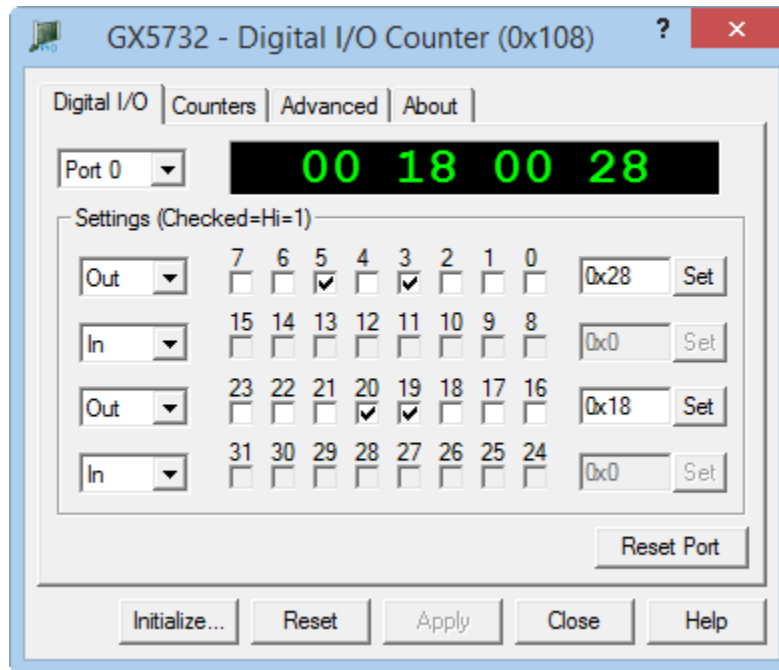 GX5732 - Digital I/O Counter (0x108) ?
Digital I/O Counters Advanced About
Port 0 00 18 00 28
Settings (Checked=Hi=1)
7 6 5 4 3 2 1 0
Out 0x28 Set
15 14 13 12 11 10 9 8
In 0x0 Set
23 22 21 20 19 18 17 16
Out 0x18 Set
31 30 29 28 27 26 25 24
In 0x0 Set
Reset Port
Initialize... Reset Apply Close Help